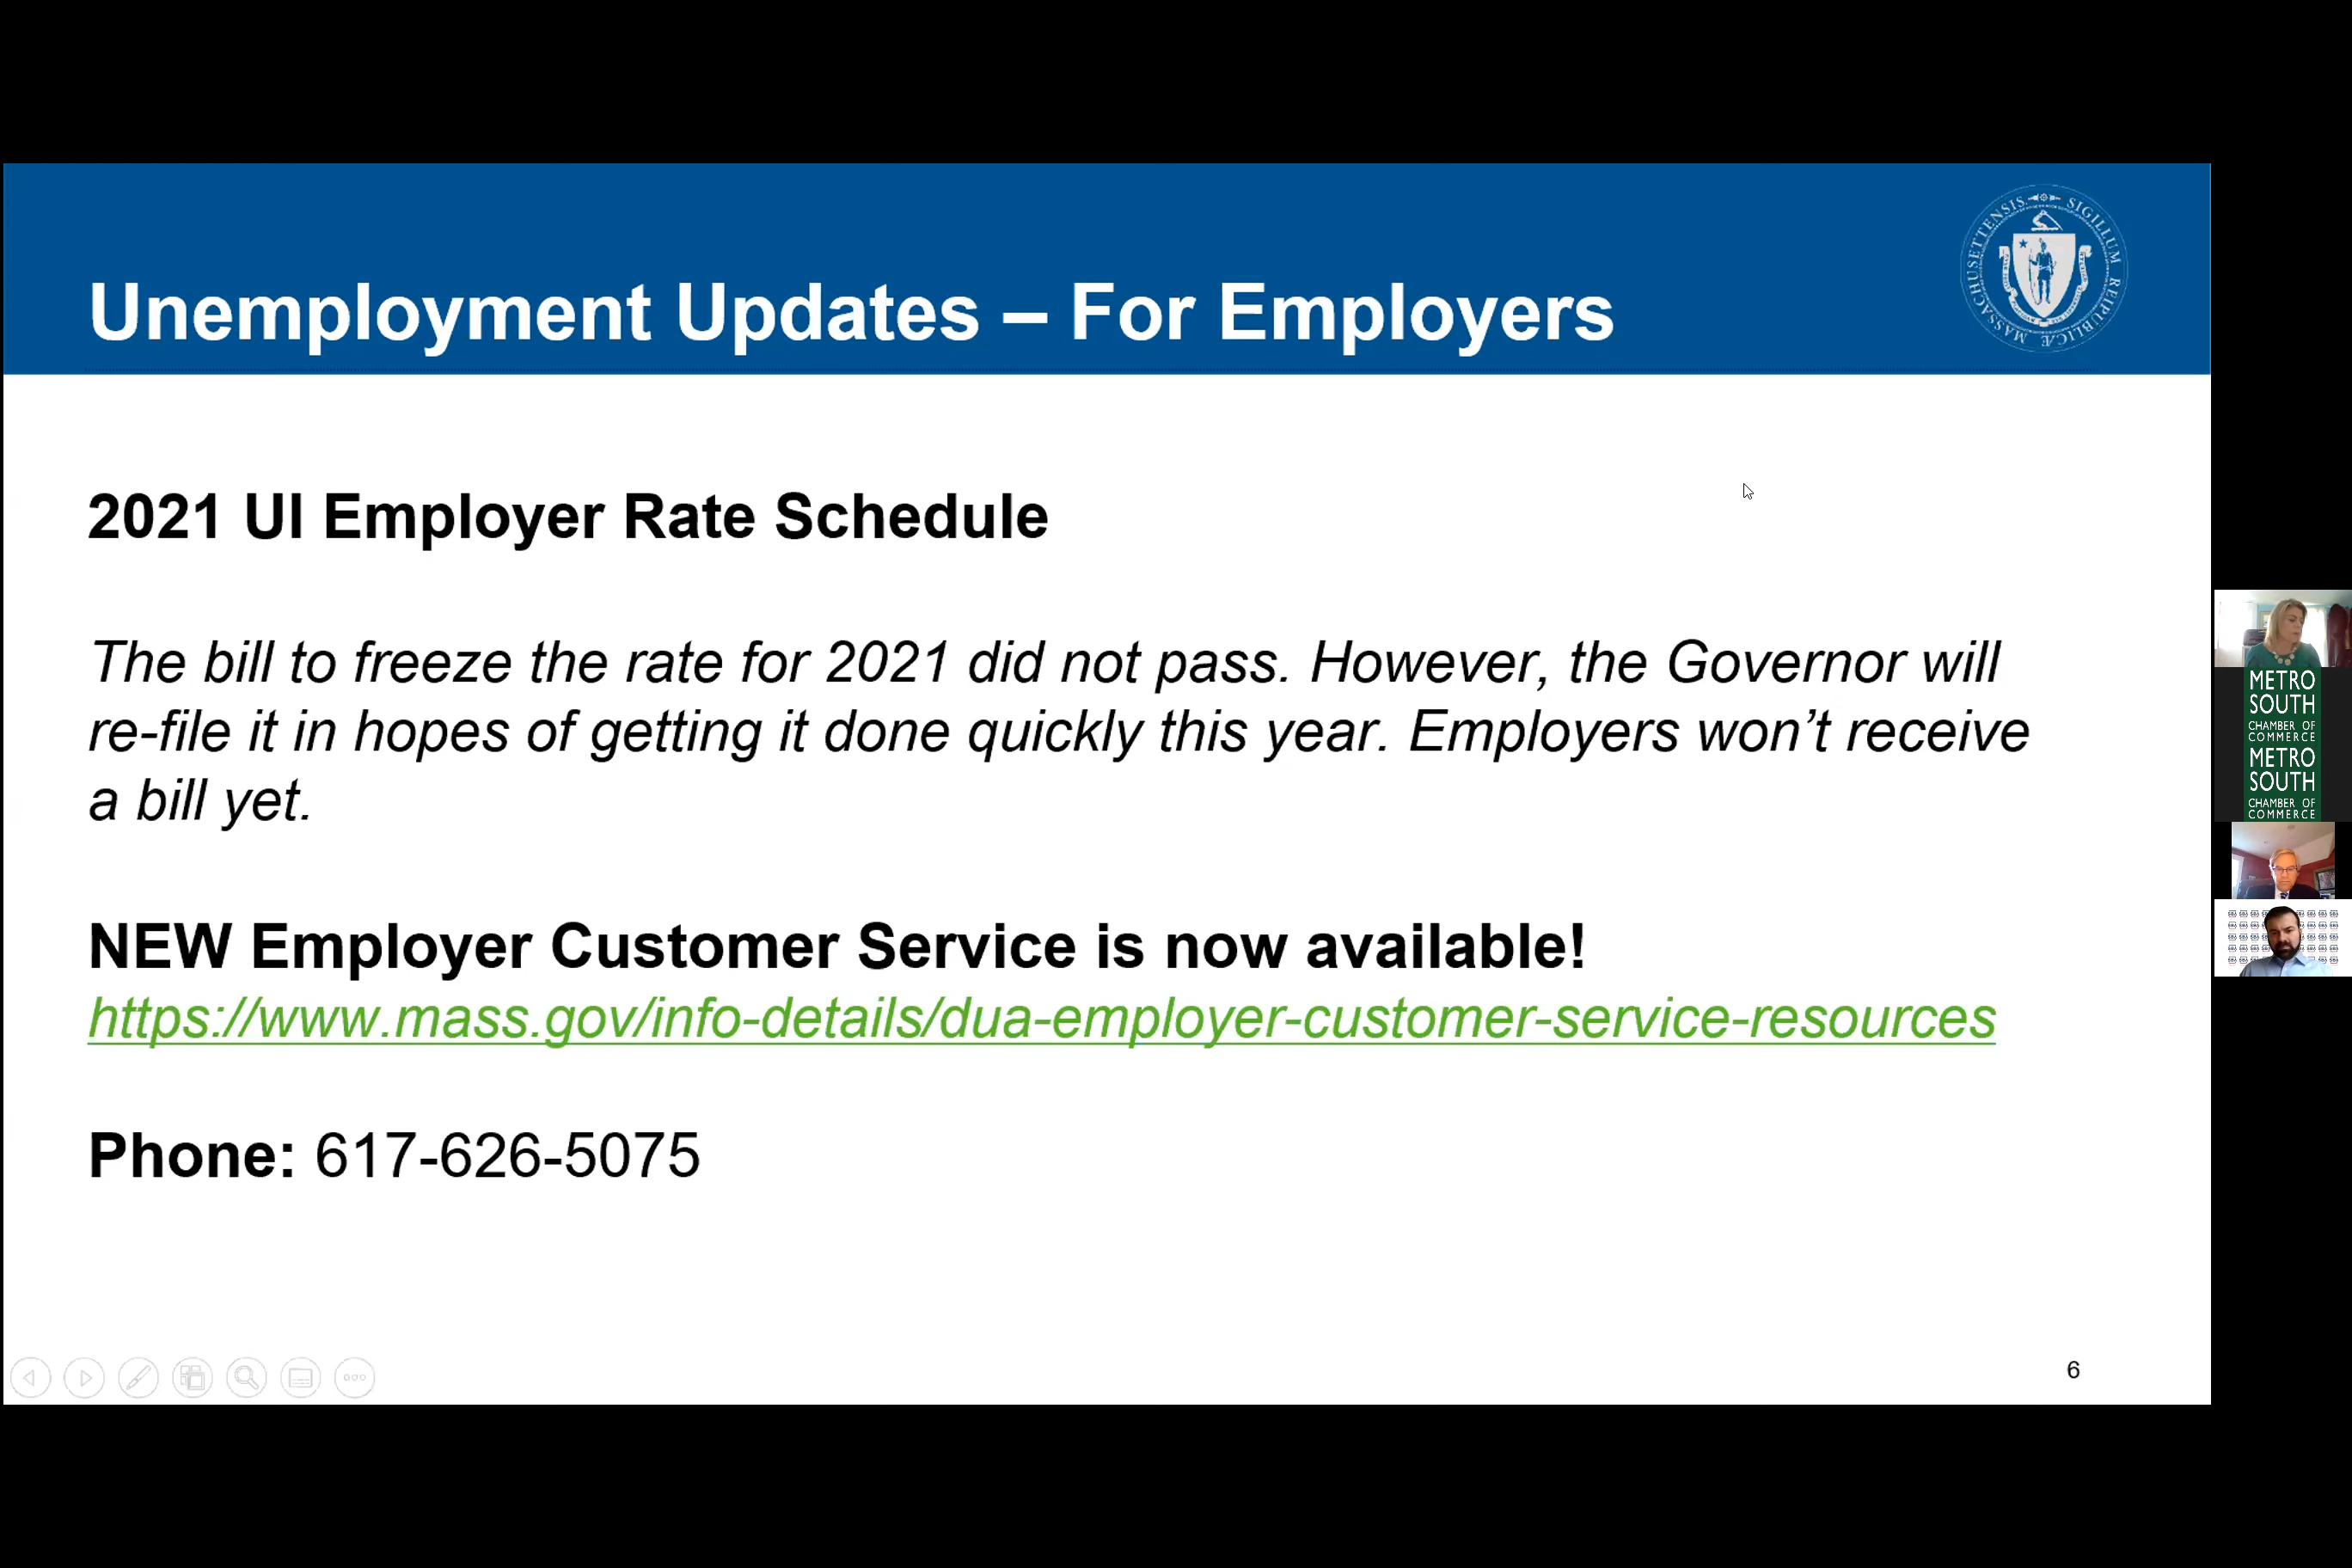 Unemployment Updates – For Employers
MASSACHUSETTENSIS SIGILLUM REIPUBLICÆ
2021 UI Employer Rate Schedule
The bill to freeze the rate for 2021 did not pass. However, the Governor will
re-file it in hopes of getting it done quickly this year. Employers won’t receive
a bill yet.
NEW Employer Customer Service is now available!
https://www.mass.gov/info-details/dua-employer-customer-service-resources
Phone: 617-626-5075
6
METRO
SOUTH
CHAMBER OF
COMMERCE
METRO
SOUTH
CHAMBER OF
COMMERCE